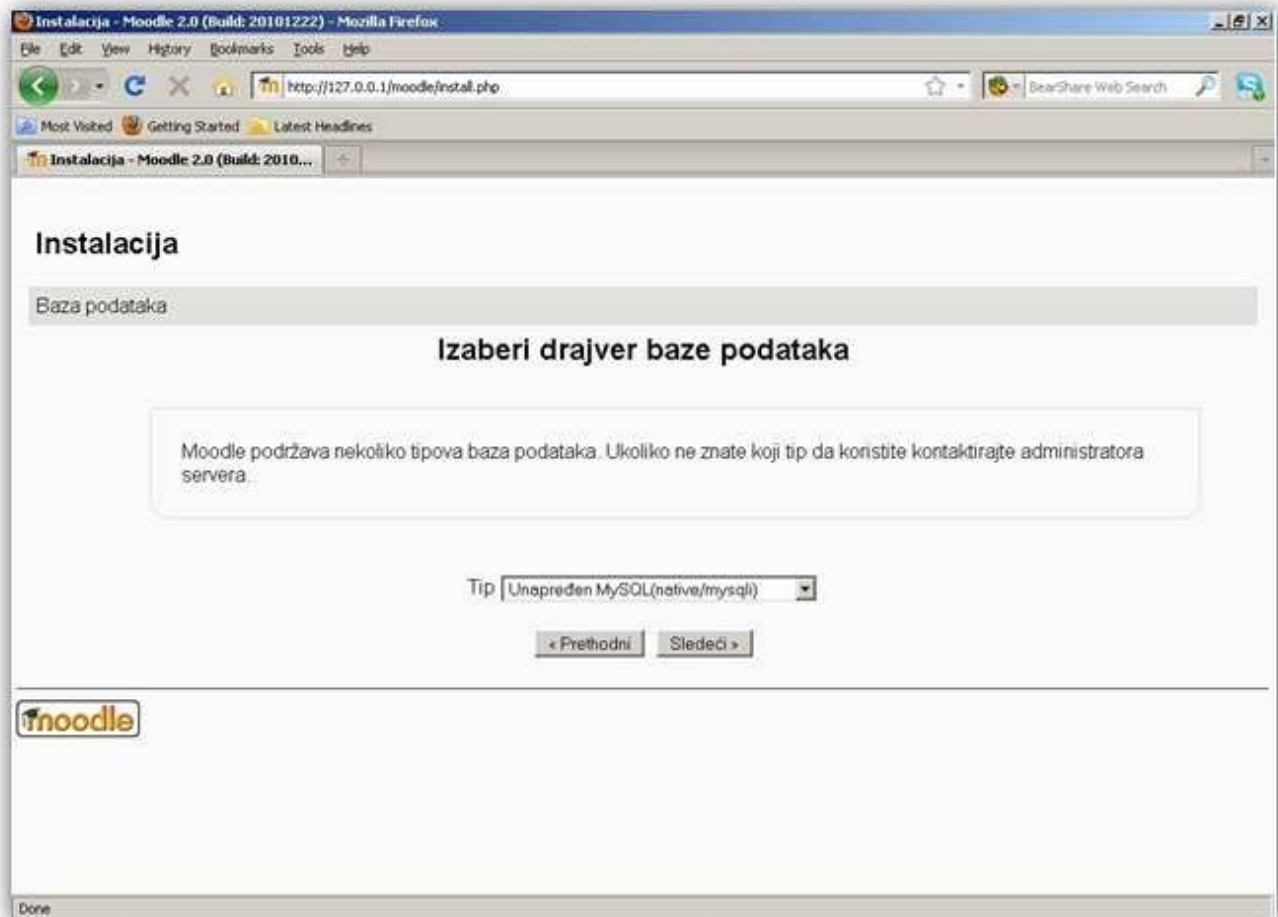 Instalacija - Moodle 2.0 (Build: 20101222) - Mozilla Firefox
File Edit View History Bookmarks Tools Help
http://127.0.0.1/moodle/install.php BearShare Web Search
Most Visited Getting Started Latest Headlines
Instalacija - Moodle 2.0 (Build: 2010...
Instalacija
Baza podataka
Izaberi drajver baze podataka
Moodle podržava nekoliko tipova baza podataka. Ukoliko ne znate koji tip da koristite kontaktirajte administratora
servera.
Tip Unapređen MySQL(native/mysqli)
« Prethodni Sledeći »
moodle
Done